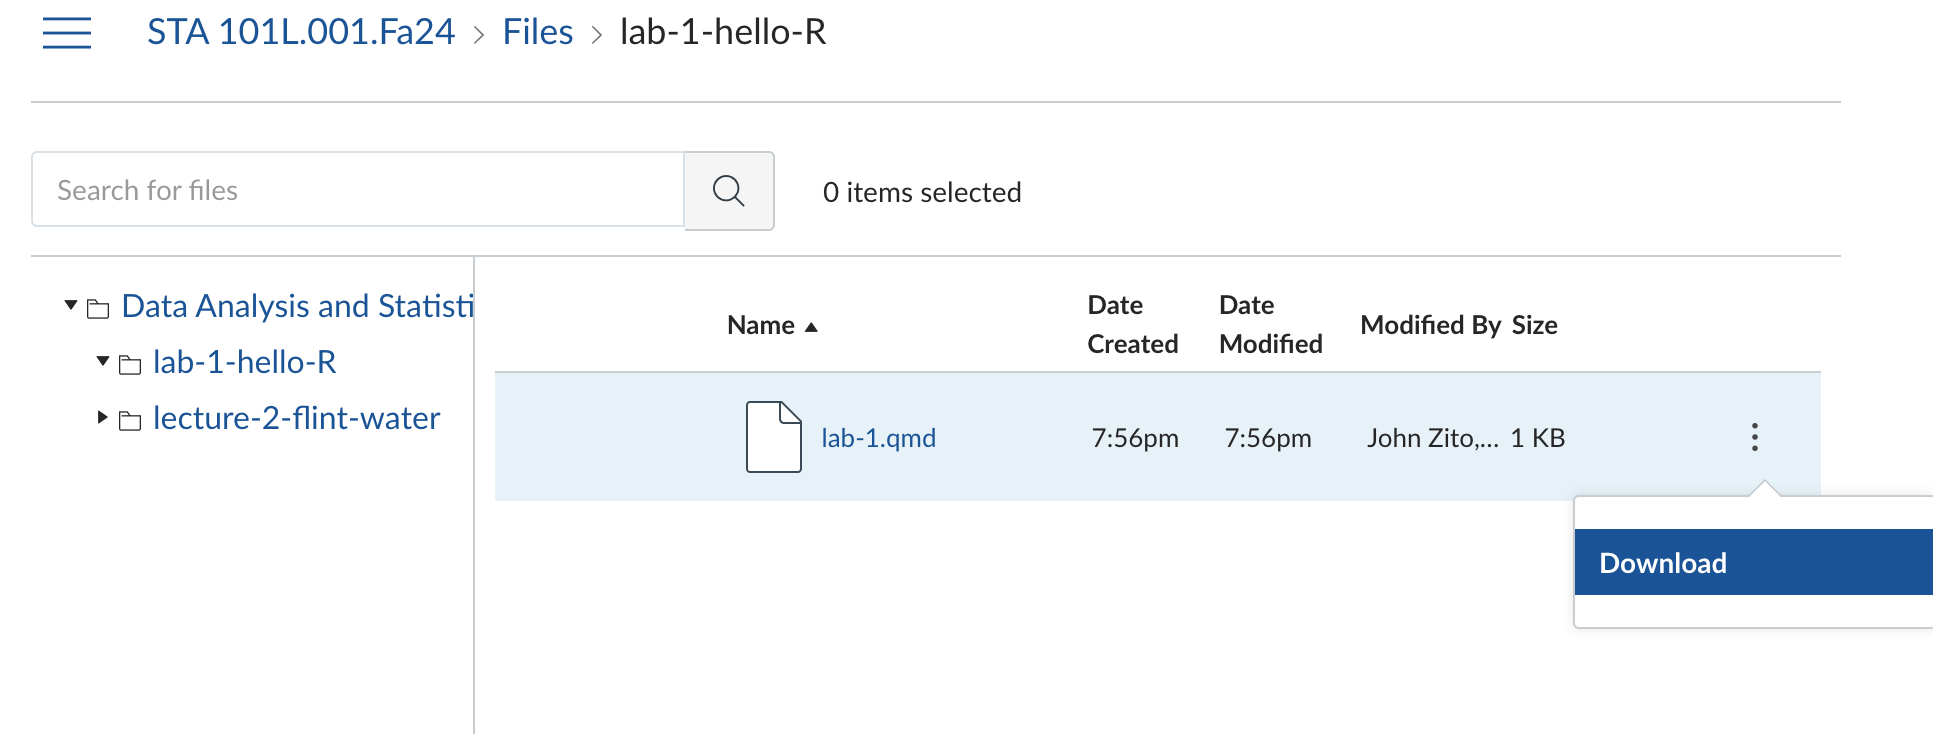 STA 101L.001.Fa24 > Files > lab-1-hello-R
Search for files
0 items selected
Data Analysis and Statisti
lab-1-hello-R
lecture-2-flint-water
Name ▲ Date Created Date Modified Modified By Size
lab-1.qmd 7:56pm 7:56pm John Zito,... 1 KB
Download